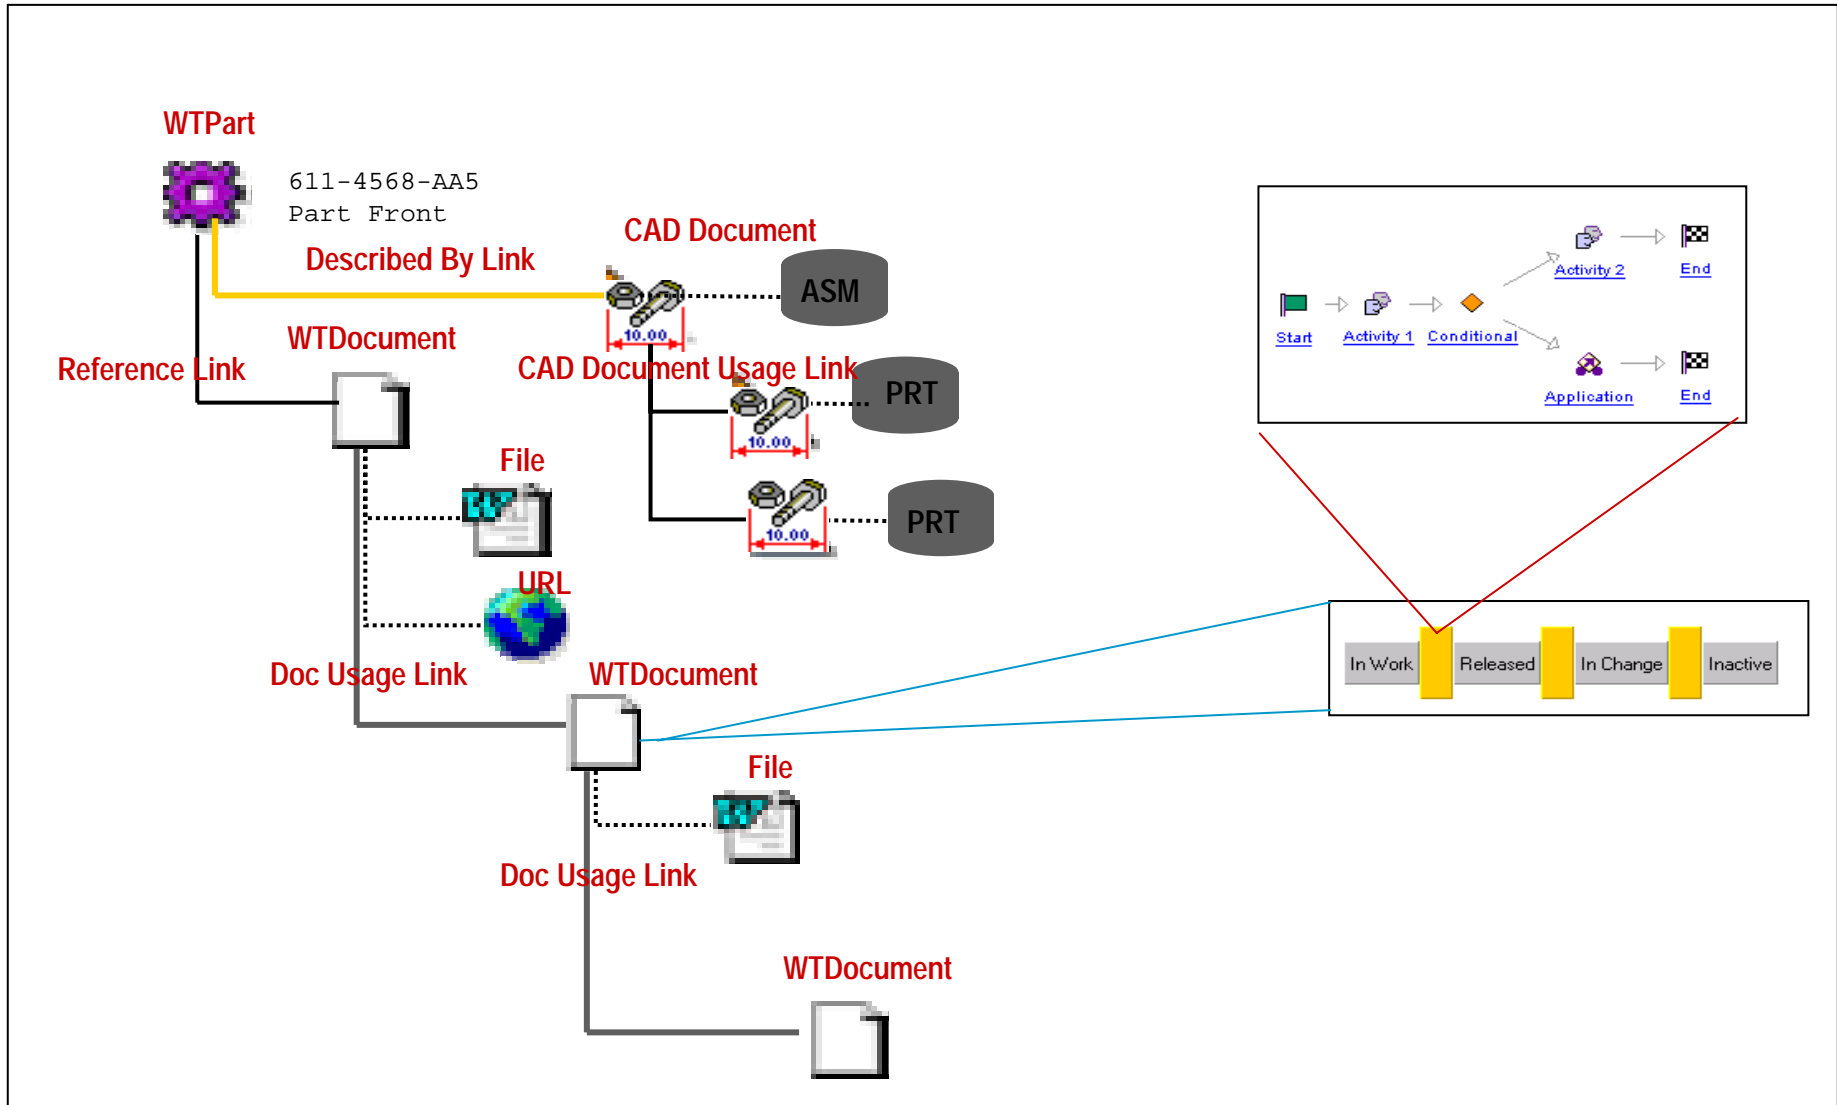 WTPart
611-4568-AA5
Part Front
CAD Document
Described By Link
ASM
10.00
WTDocument
Reference Link
CAD Document Usage Link
PRT
10.00
File
W
PRT
10.00
URL
Doc Usage Link
WTDocument
File
W
Doc Usage Link
WTDocument
Activity 2
End
Start
Activity 1
Conditional
Application
End
In Work
Released
In Change
Inactive